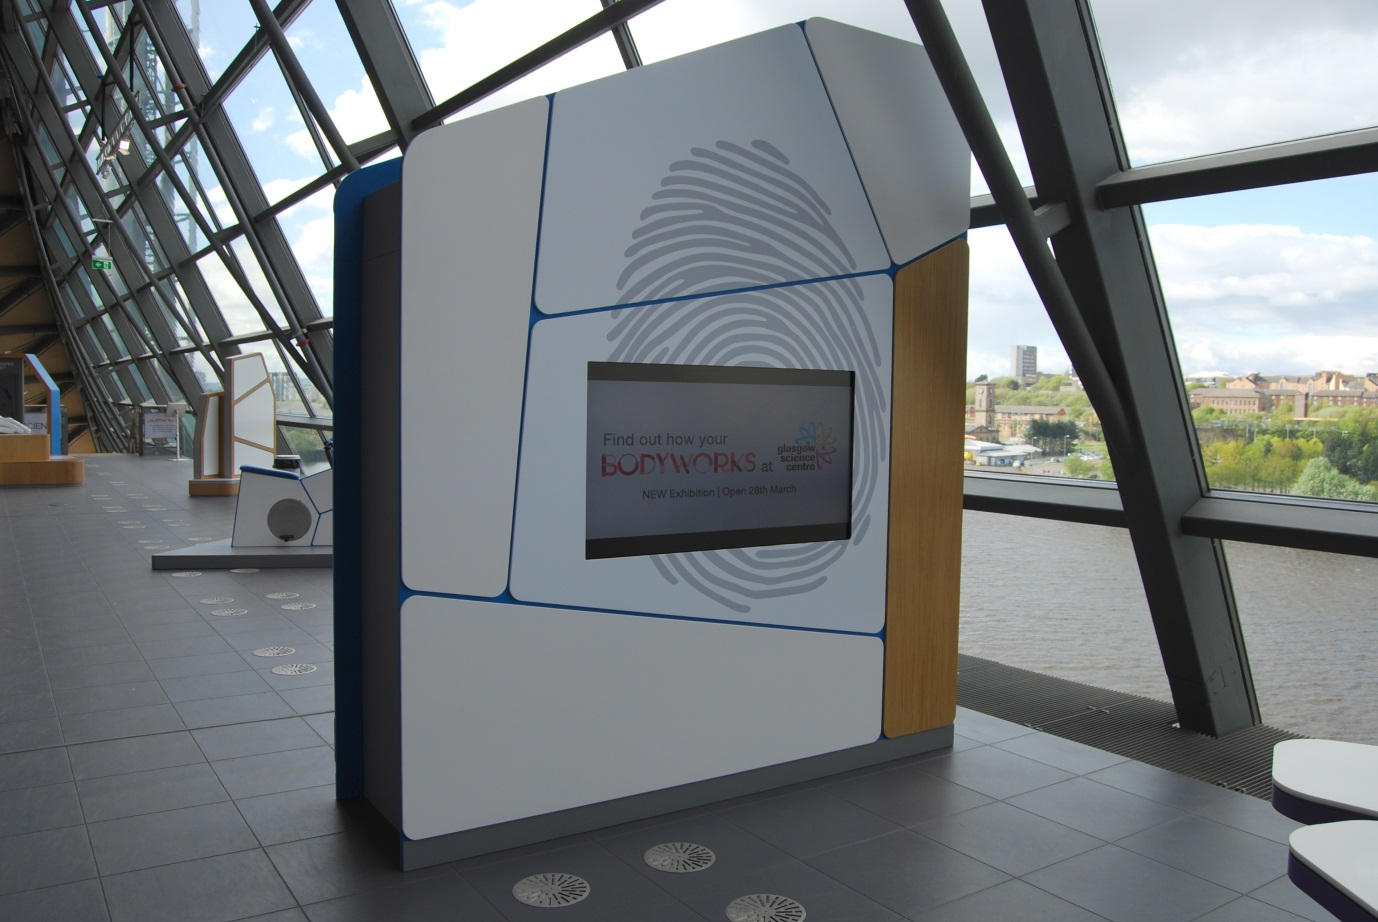 Find out how your
BODYWORKS at
glasgow
science
centre
NEW Exhibition | Open 28th March